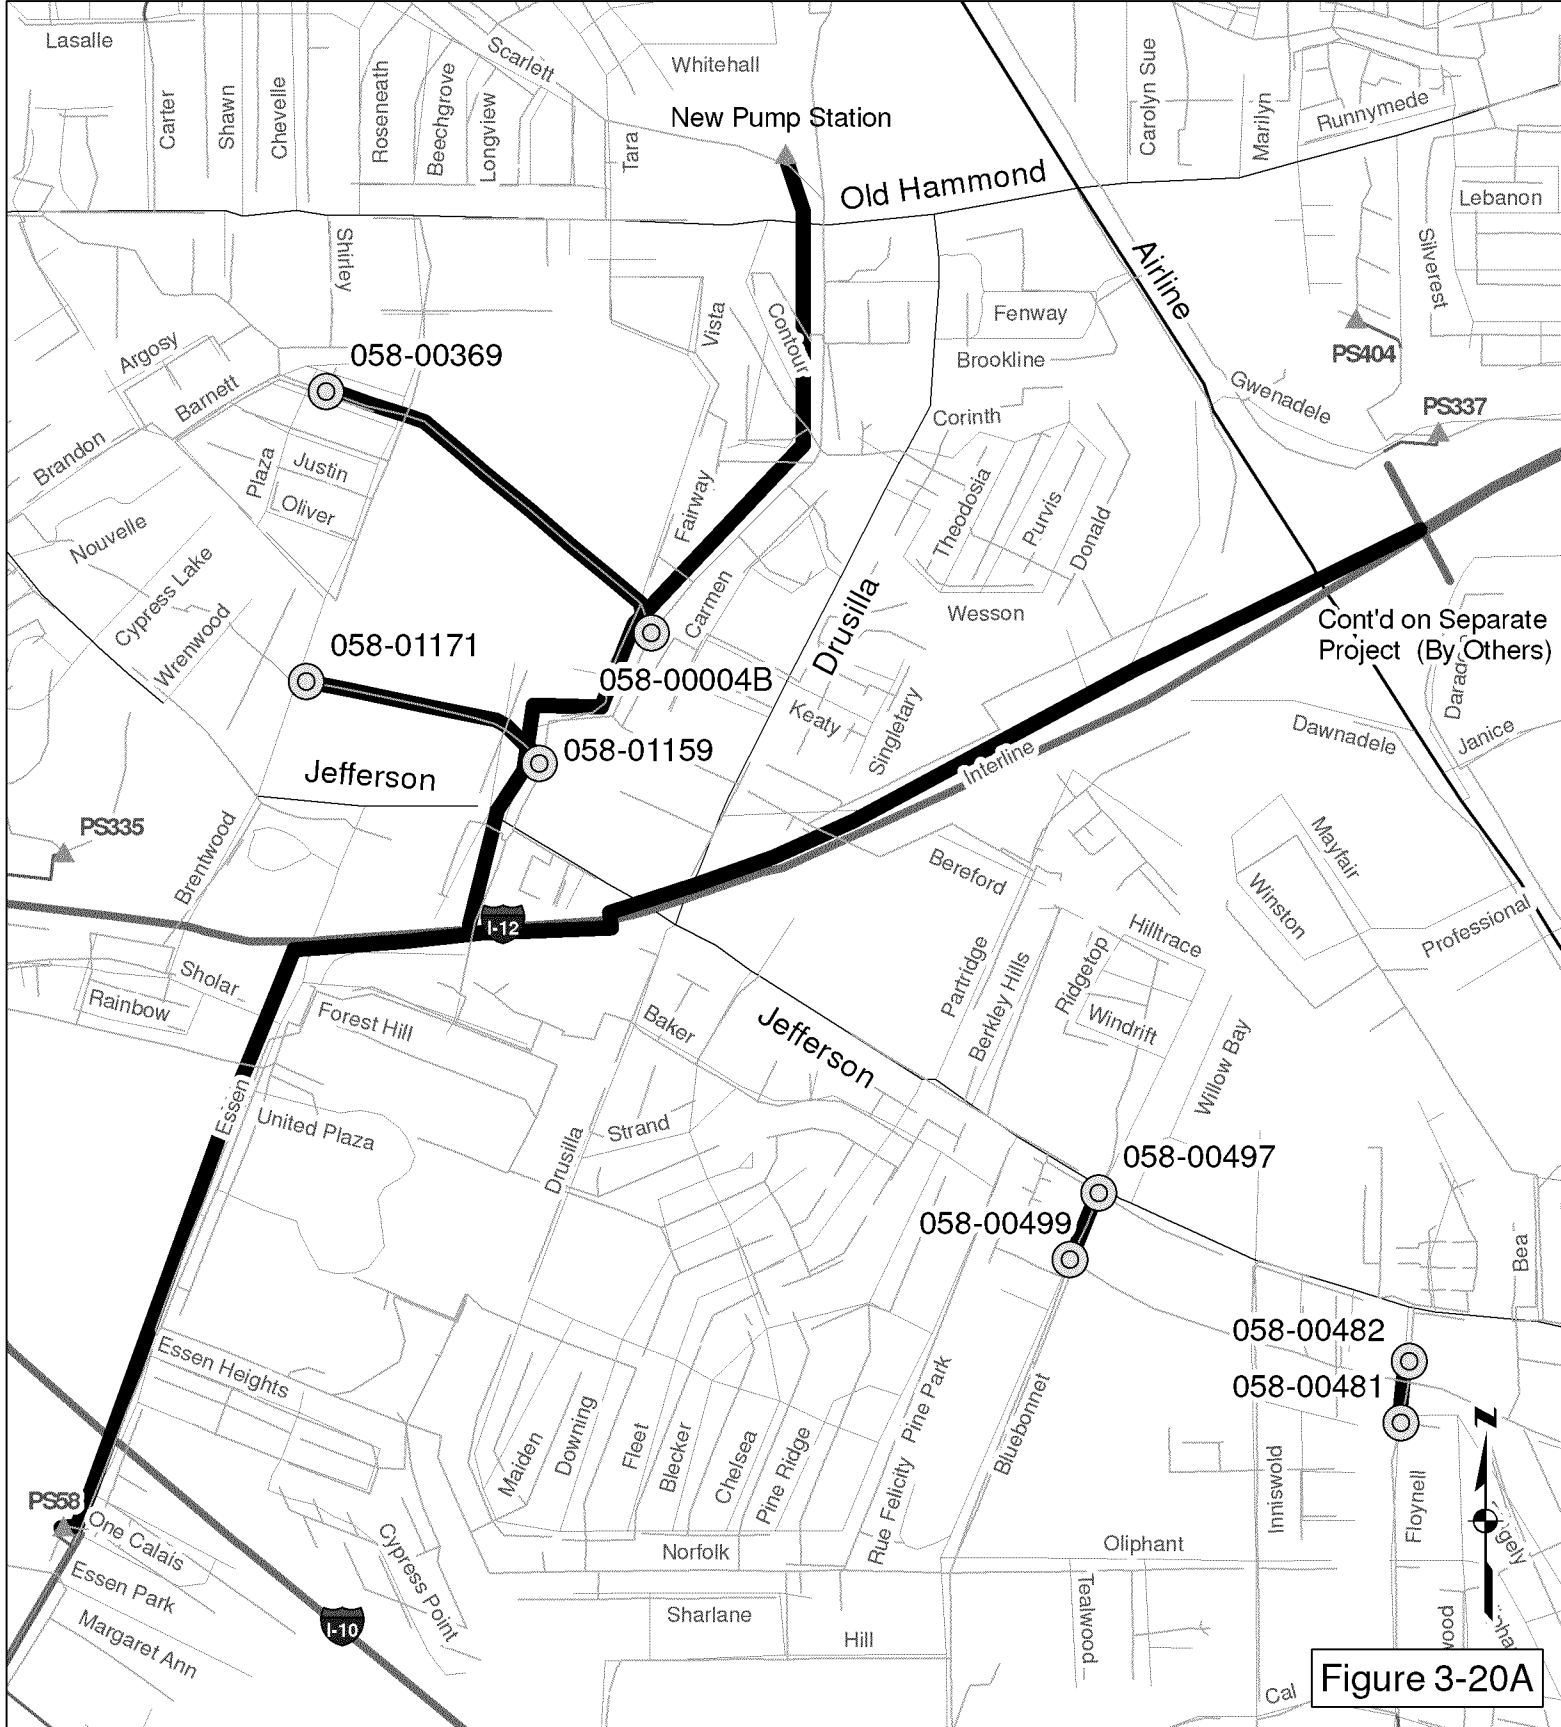 Lasalle
Scarlett
Whitehall
Carolyn Sue
Marilyn
Runnymede
Carter
Shawn
Chevelle
Roseneath
Beechgrove
Longview
Tara
New Pump Station
Old Hammond
Lebanon
Silverest
Shirley
Airline
Vista
Contour
Fenway
Brookline
PS404
Argosy
058-00369
Barnett
Gwenadele
PS337
Corinth
Brandon
Plaza
Justin
Oliver
Fairway
Theodosia
Purvis
Donald
Nouvelle
Cypress Lake
Wrenwood
Carmen
Wesson
Drusilla
Cont'd on Separate
Project (By Others)
058-01171
058-00004B
Keaty
Singletary
Dawnadele
Janice
058-01159
Interline
Jefferson
PS335
Brentwood
Bereford
Mayfair
Winston
Professional
I-12
Hilltrace
Partridge
Berkley Hills
Ridgetop
Windrift
Willow Bay
Sholar
Rainbow
Forest Hill
Baker
Jefferson
Essen
United Plaza
Strand
Drusilla
058-00497
058-00499
Bea
058-00482
058-00481
Essen Heights
Maiden
Downing
Fleet
Blecker
Chelsea
Pine Ridge
Rue Felicity
Pine Park
Bluebonnet
Inniswold
Floynell
Z
PS58
One Calais
Essen Park
Margaret Ann
Cypress Point
I-10
Norfolk
Oliphant
Sharlane
Hill
Tealwood
Cal
Figure 3-20A